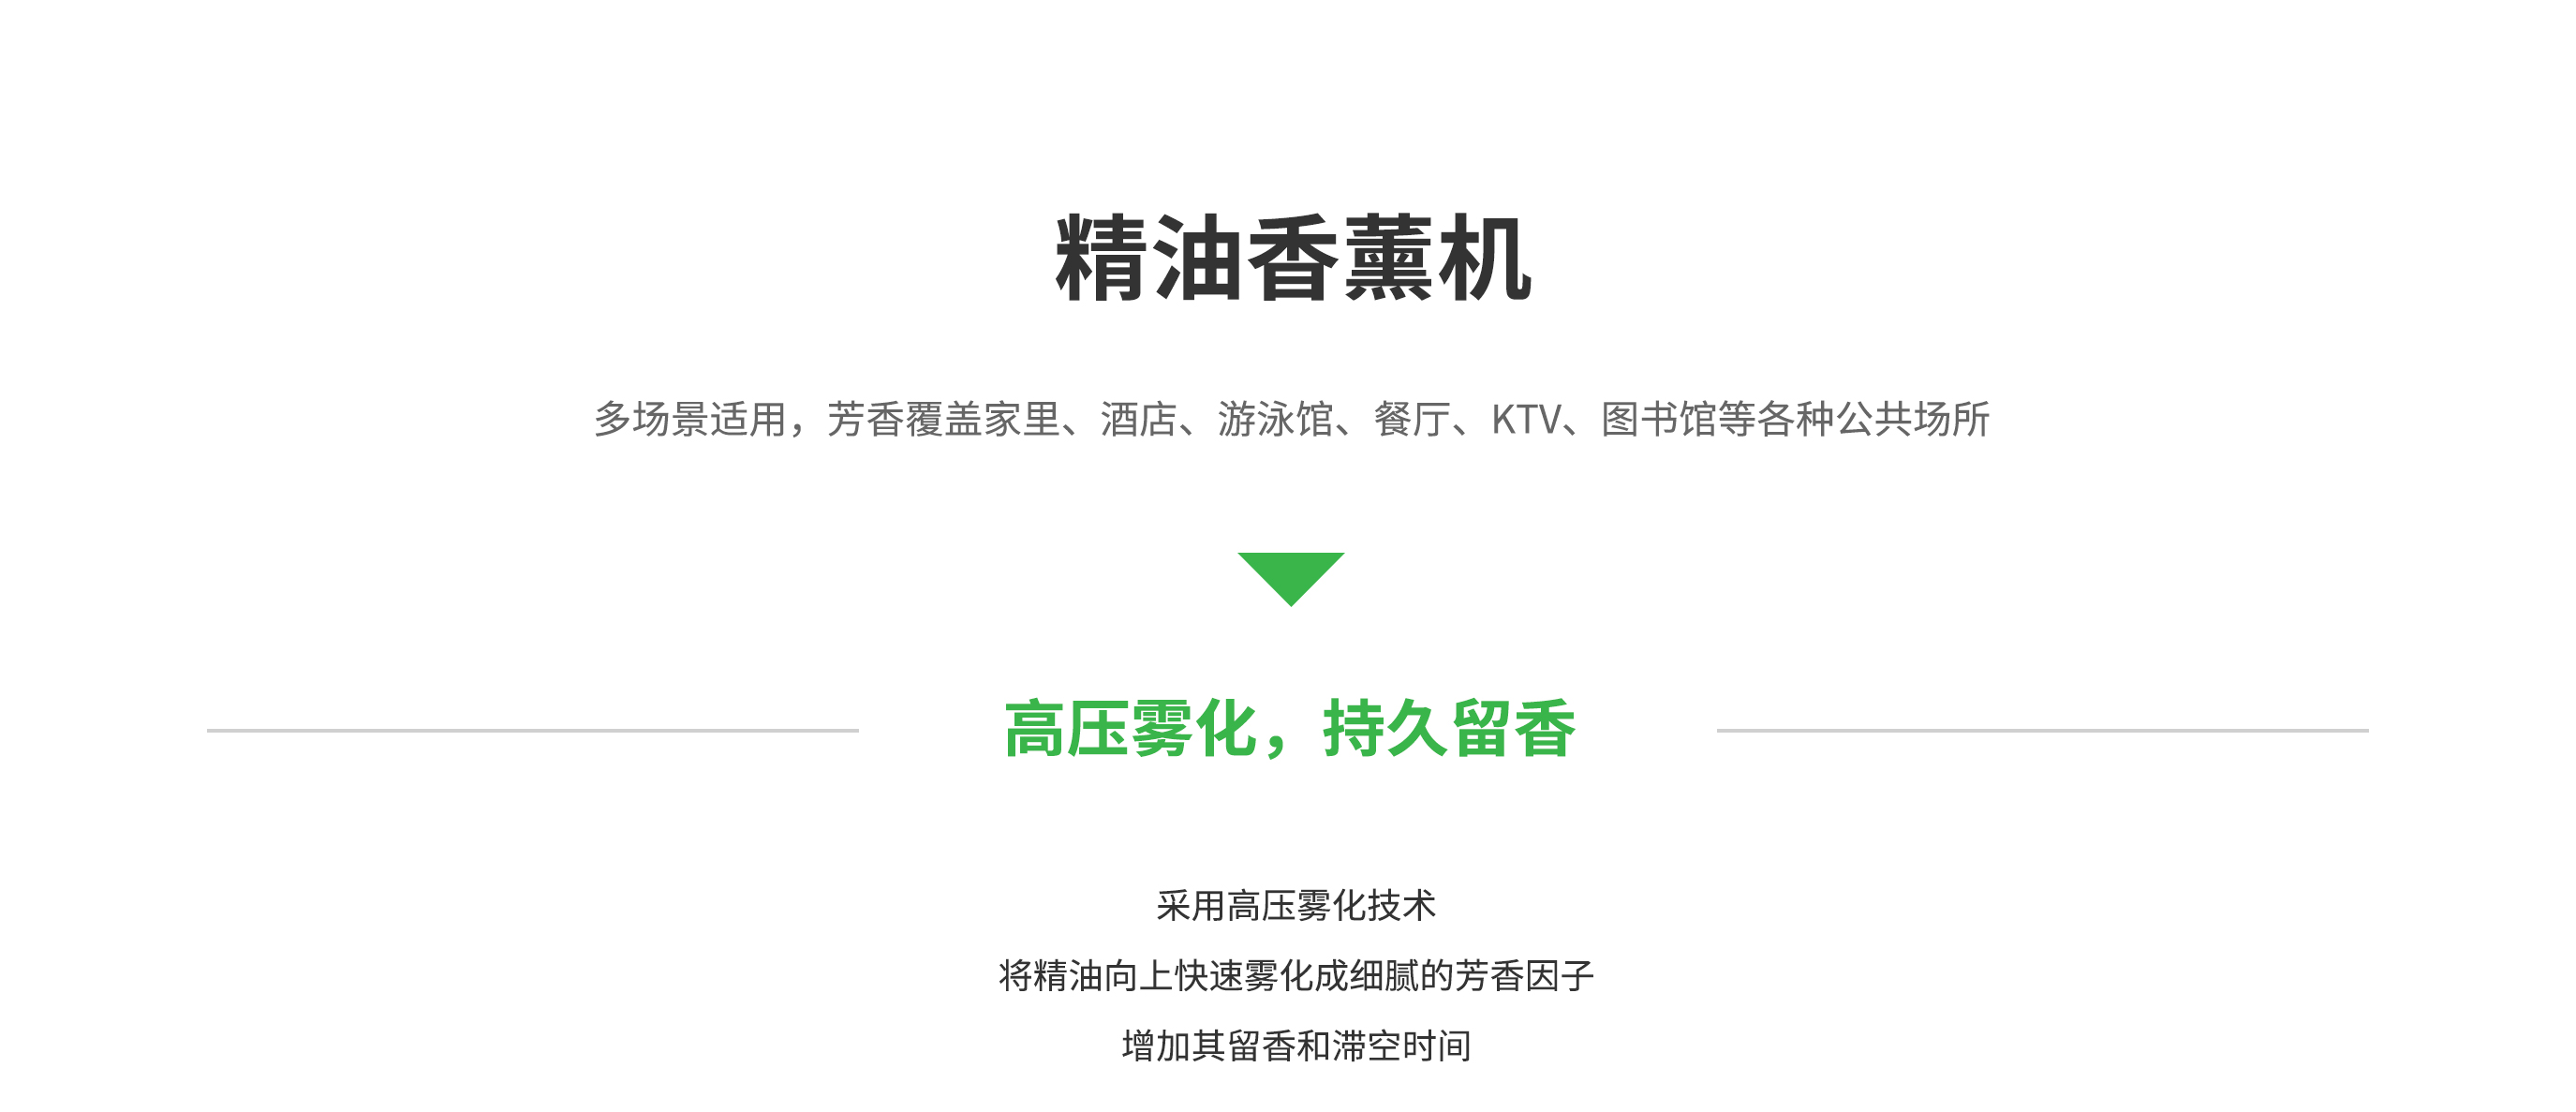 精油香薰机
多场景适用，芳香覆盖家里、酒店、游泳馆、餐厅、KTV、图书馆等各种公共场所
高压雾化，持久留香
采用高压雾化技术
将精油向上快速雾化成细腻的芳香因子
增加其留香和滞空时间